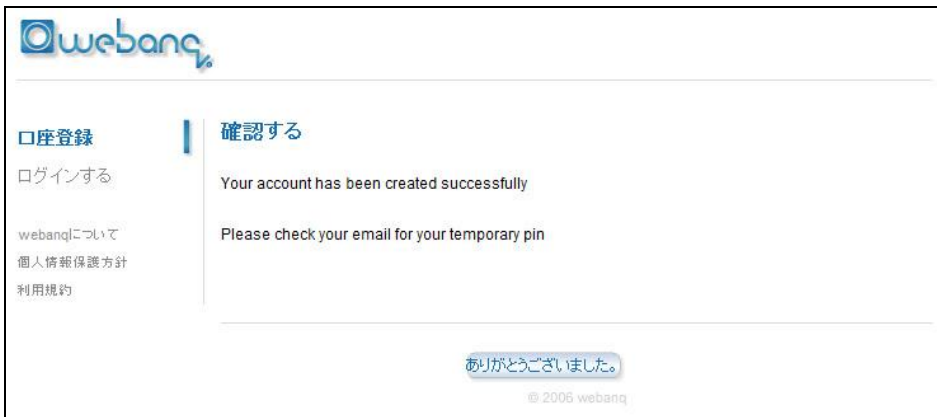 webanq
口座登録
ログインする
webanqについて
個人情報保護方針
利用規約
確認する
Your account has been created successfully
Please check your email for your temporary pin
ありがとうございました。
© 2006 webanq